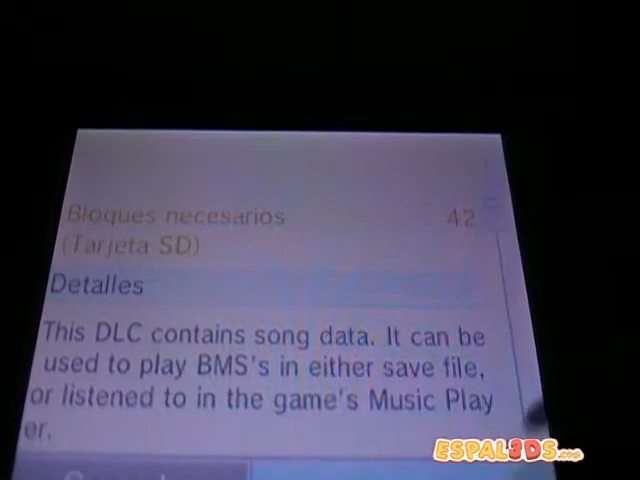 Bloques necesarios 42
(Tarjeta SD)
Detalles
This DLC contains song data. It can be
used to play BMS's in either save file,
or listened to in the game's Music Play
er.
ESPAL3DS.com